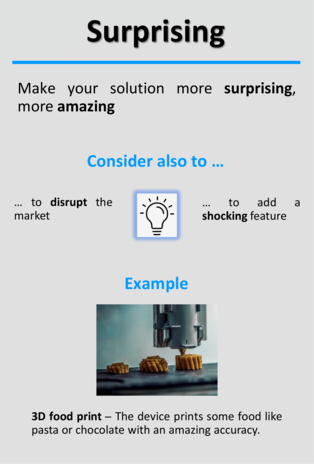 Surprising
Make your solution more surprising,
more amazing
Consider also to ...
... to disrupt the
market
... to add a
shocking feature
Example
3D food print – The device prints some food like
pasta or chocolate with an amazing accuracy.